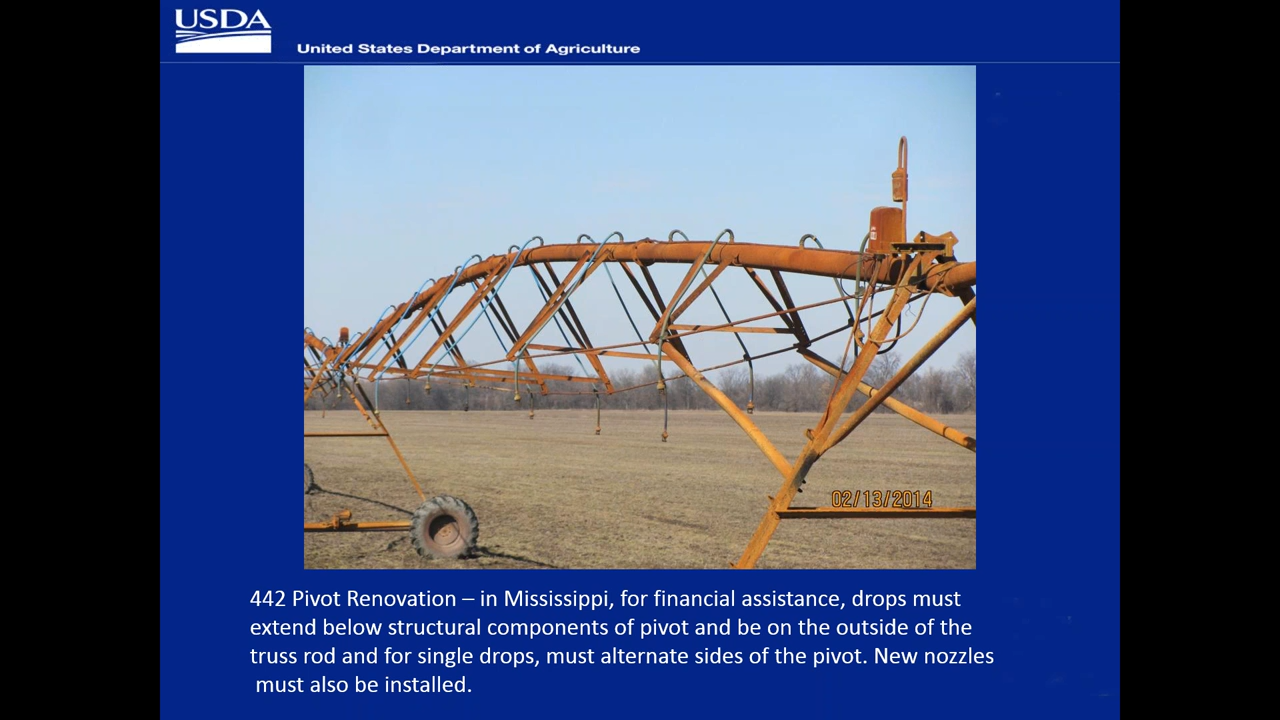 USDA
United States Department of Agriculture
02/13/2014
442 Pivot Renovation – in Mississippi, for financial assistance, drops must
extend below structural components of pivot and be on the outside of the
truss rod and for single drops, must alternate sides of the pivot. New nozzles
must also be installed.